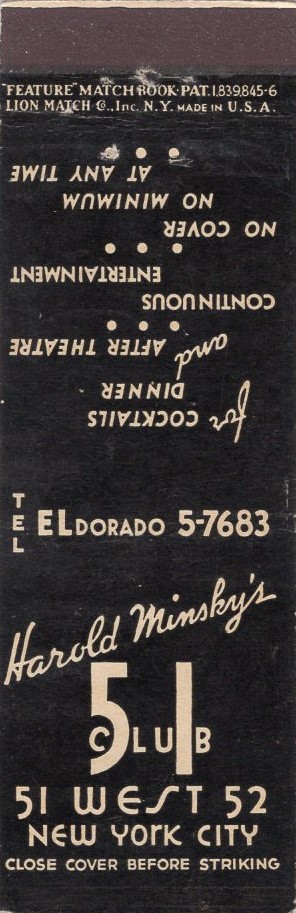 "FEATURE" MATCH BOOK·PAT. 1,839,845-6
LION MATCH Co., Inc. N.Y. MADE IN U.S.A.
for COCKTAILS
DINNER
and AFTER THEATRE
• • •
CONTINUOUS
ENTERTAINMENT
• • •
NO COVER
NO MINIMUM
AT ANY TIME
• • •
TEL ELDORADO 5-7683
Harold Minsky's
51
CLUB
51 WEST 52
NEW YORK CITY
CLOSE COVER BEFORE STRIKING